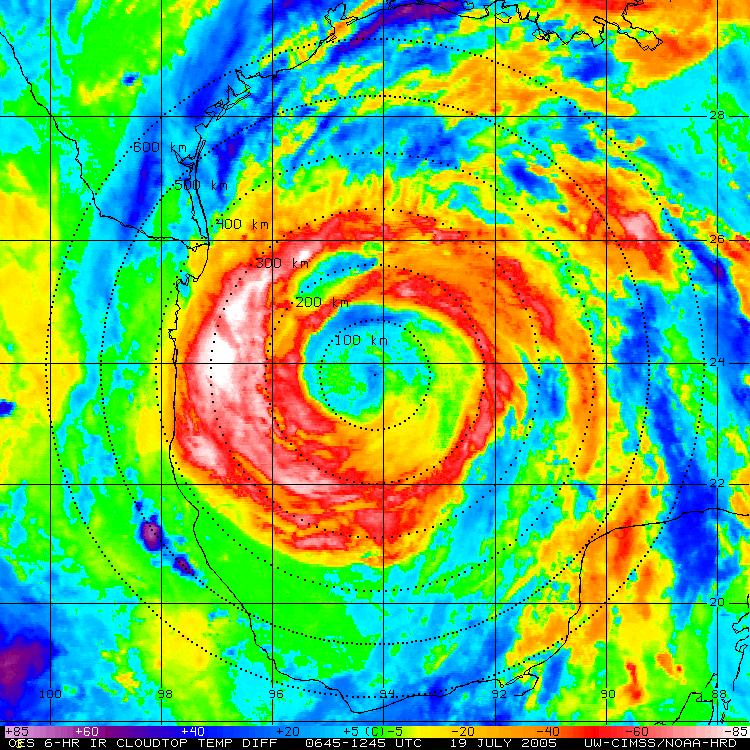 28
600 km
500 km
400 km
26
300 km
200 km
100 km
24
22
20
100 98 96 94 92 90 88
+85 +60 +40 +20 +5 (C) -5 -20 -40 -60 -85
OES 6-HR IR CLOUDTOP TEMP DIFF 0645-1245 UTC 19 JULY 2005 UW-CIMSS/NOAA-HRD